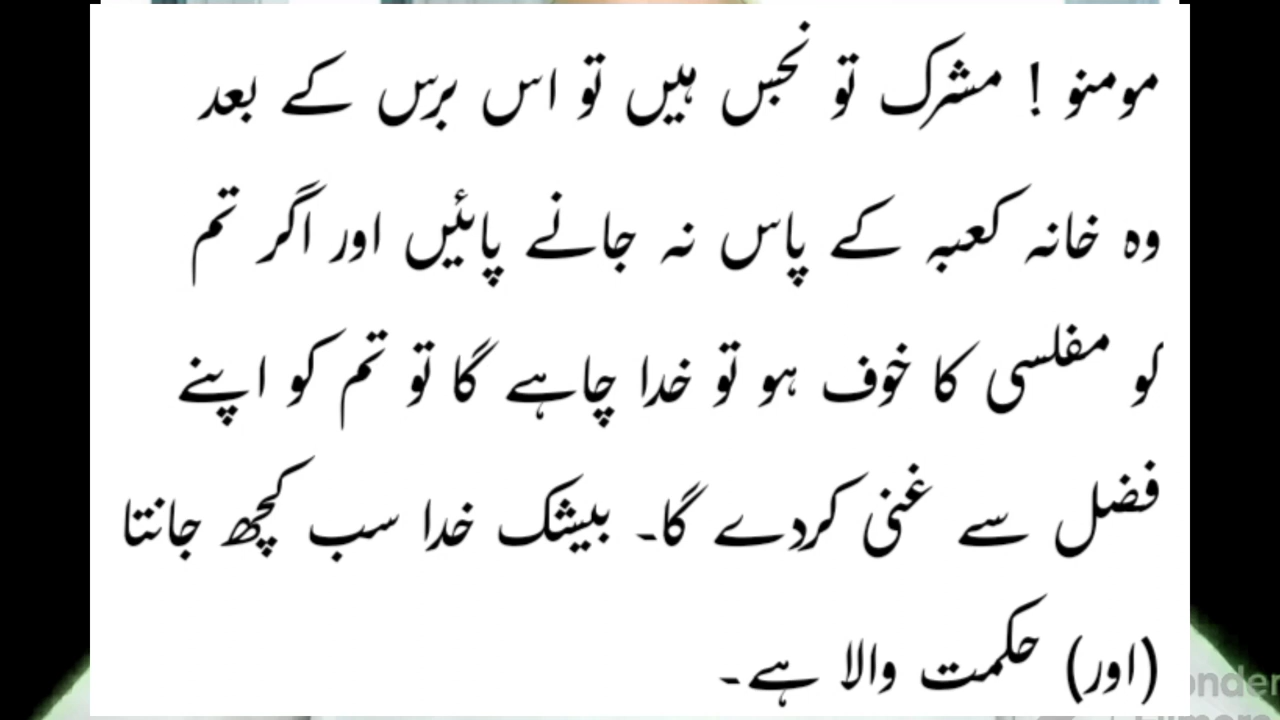 مومنو ! مشرک تو نجس ہیں تو اس برس کے بعد
وہ خانہ کعبہ کے پاس نہ جانے پائیں اور اگر تم
کو مفلسی کا خوف ہو تو خدا چاہے گا تو تم کو اپنے
فضل سے غنی کردے گا۔ بیشک خدا سب کچھ جانتا
(اور) حکمت والا ہے۔